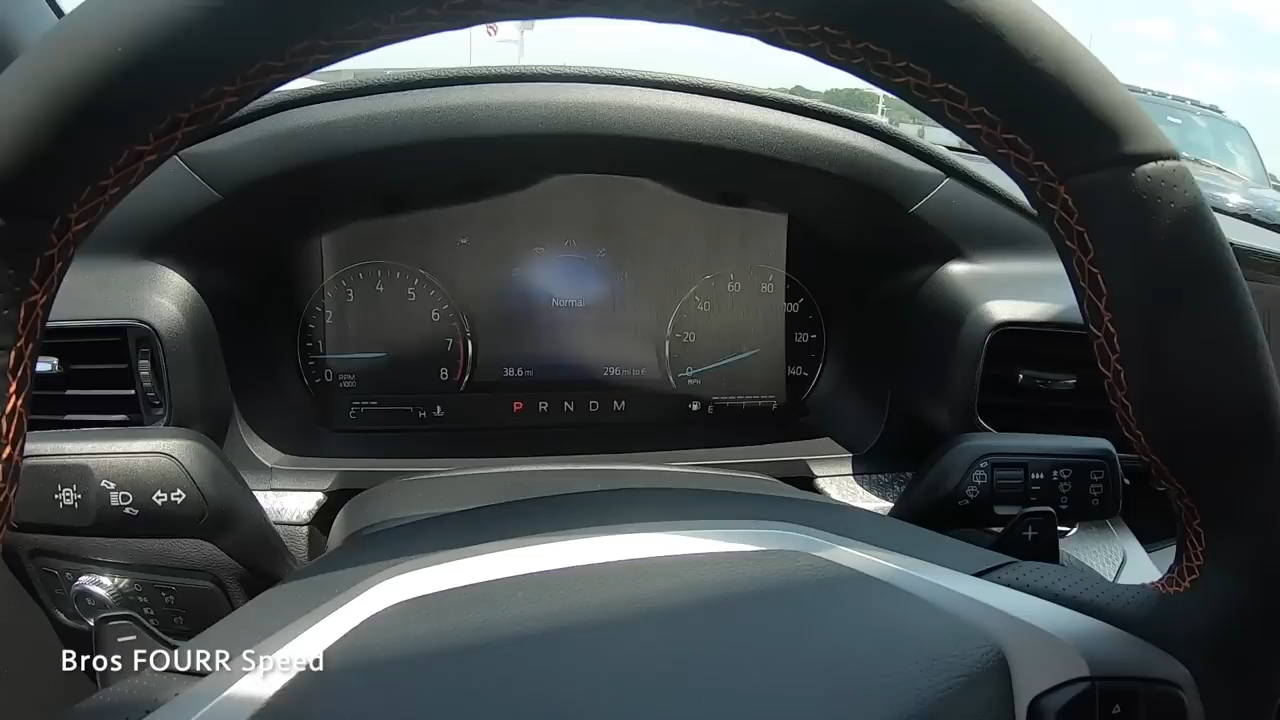 Normal
0 1 2 3 4 5 6 7 8
RPM
x1000
0 20 40 60 80 100 120 140
MPH
38.6 mi
296 mi to E
C H
P R N D M
E F
+
−
Bros FOURR Speed